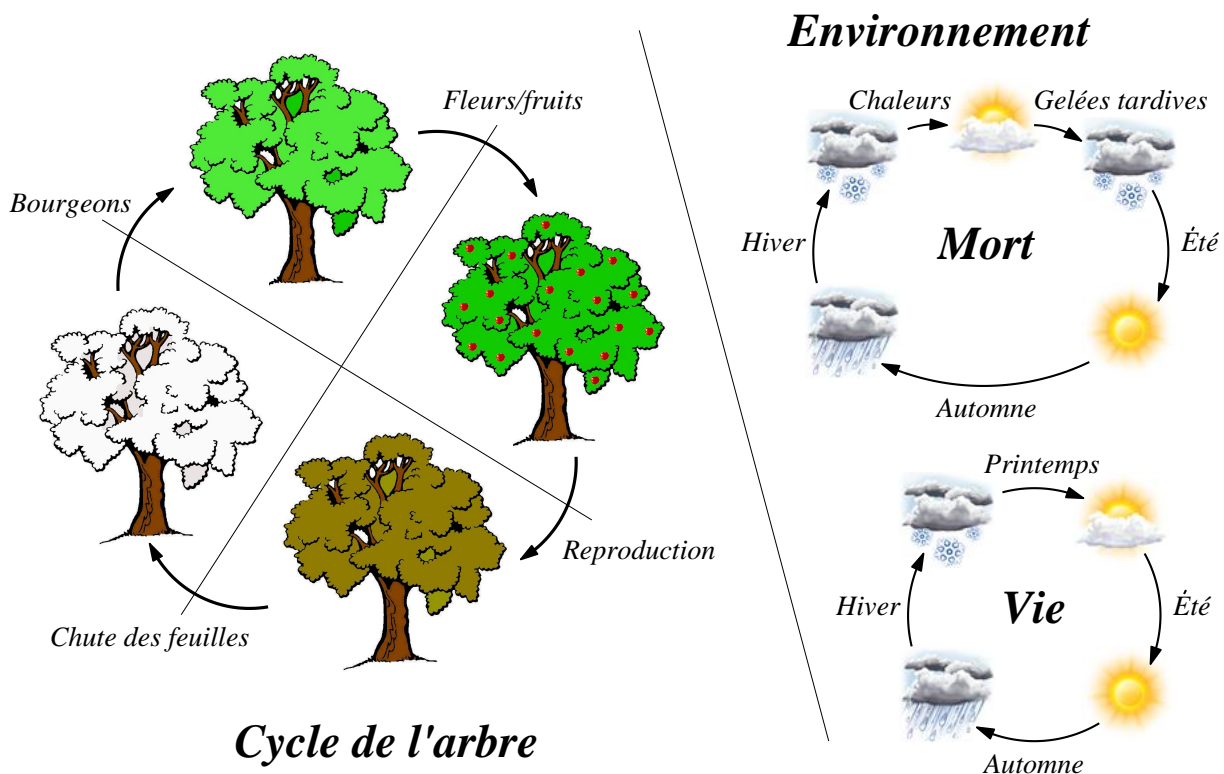 Environnement
Chaleurs
Gelées tardives
Fleurs/fruits
Bourgeons
Hiver
Mort
Été
Automne
Printemps
Reproduction
Hiver
Vie
Été
Chute des feuilles
Cycle de l'arbre
Automne